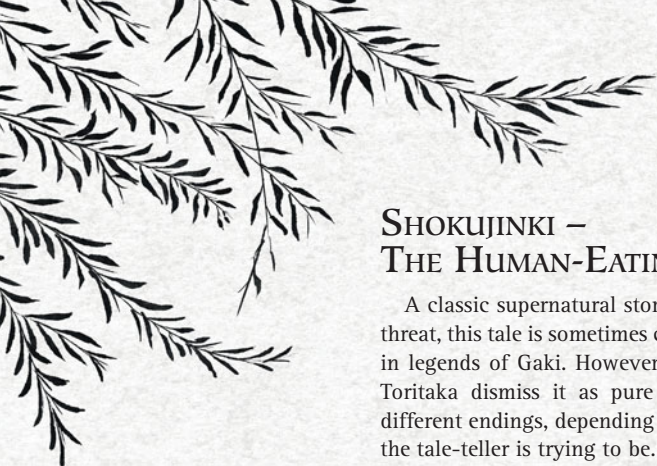 SHOKUJINKI –
THE HUMAN-EATIN
A classic supernatural stor
threat, this tale is sometimes c
in legends of Gaki. However
Toritaka dismiss it as pure
different endings, depending
the tale-teller is trying to be.